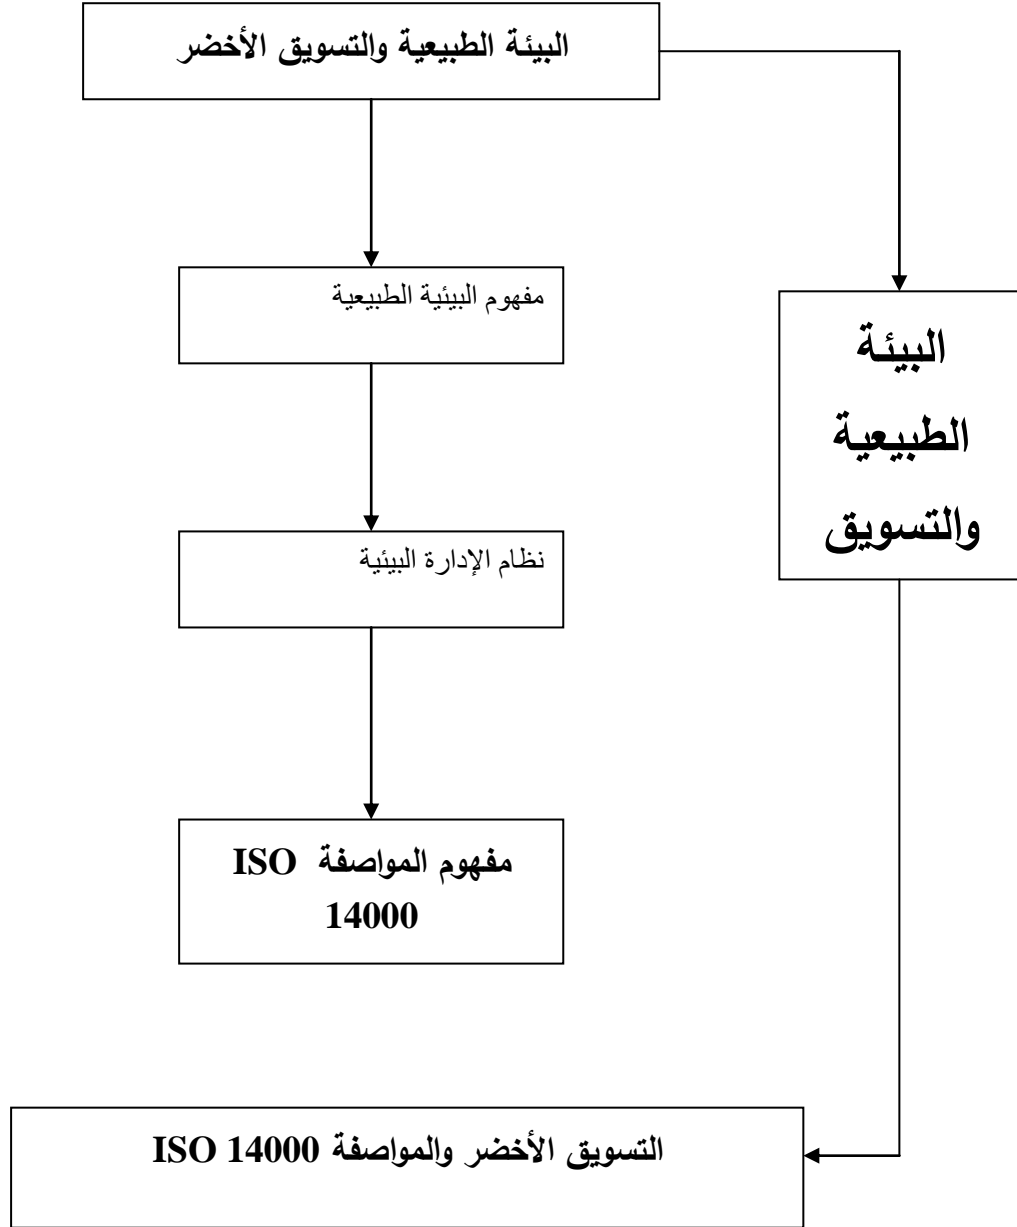 البيئة الطبيعية والتسويق الأخضر
مفهوم البيئية الطبيعية
البيئة
الطبيعية
والتسويق
نظام الإدارة البيئية
مفهوم المواصفة ISO
14000
التسويق الأخضر والمواصفة ISO 14000